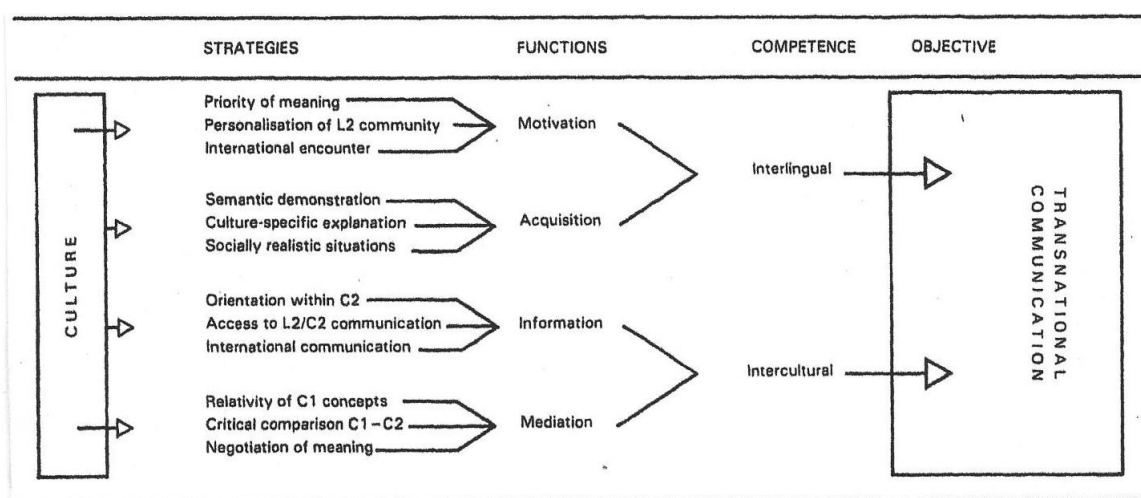 STRATEGIES FUNCTIONS COMPETENCE OBJECTIVE
CULTURE
Priority of meaning
Personalisation of L2 community
International encounter
Motivation
Semantic demonstration
Culture-specific explanation
Socially realistic situations
Acquisition
Interlingual
Orientation within C2
Access to L2/C2 communication
International communication
Information
Relativity of C1 concepts
Critical comparison C1–C2
Negotiation of meaning
Mediation
Intercultural
TRANSNATIONAL
COMMUNICATION